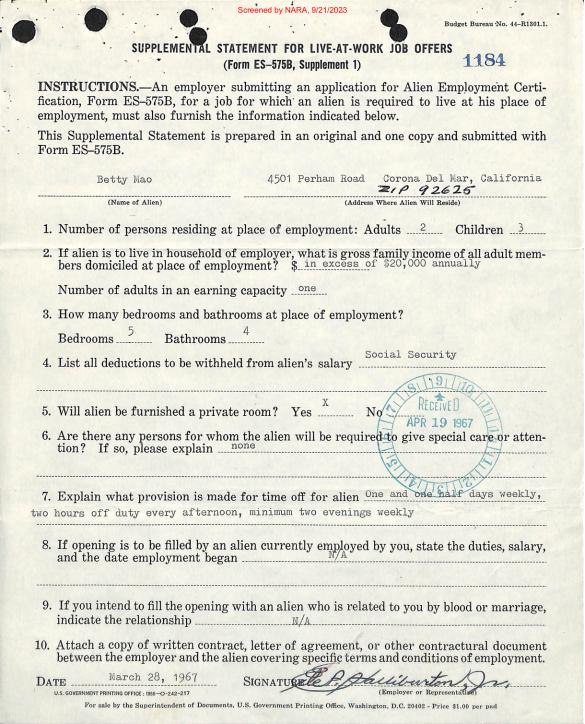 Screened by NARA, 9/21/2023
Budget Bureau No. 44-R1301.1.
SUPPLEMENTAL STATEMENT FOR LIVE-AT-WORK JOB OFFERS
(Form ES-575B, Supplement 1)
1184
INSTRUCTIONS.—An employer submitting an application for Alien Employment Certi-
fication, Form ES-575B, for a job for which an alien is required to live at his place of
employment, must also furnish the information indicated below.
This Supplemental Statement is prepared in an original and one copy and submitted with
Form ES-575B.
Betty Mao 4501 Perham Road Corona Del Mar, California
ZIP 92625
(Name of Alien) (Address Where Alien Will Reside)
1. Number of persons residing at place of employment: Adults 2 Children 3
2. If alien is to live in household of employer, what is gross family income of all adult mem-
bers domiciled at place of employment? $ in excess of $20,000 annually
Number of adults in an earning capacity one
3. How many bedrooms and bathrooms at place of employment?
Bedrooms 5 Bathrooms 4
4. List all deductions to be withheld from alien's salary Social Security
5. Will alien be furnished a private room? Yes X No
RECEIVED
APR 19 1967
6. Are there any persons for whom the alien will be required to give special care or atten-
tion? If so, please explain none
7. Explain what provision is made for time off for alien One and one half days weekly,
two hours off duty every afternoon, minimum two evenings weekly
8. If opening is to be filled by an alien currently employed by you, state the duties, salary,
and the date employment began N/A
9. If you intend to fill the opening with an alien who is related to you by blood or marriage,
indicate the relationship N/A
10. Attach a copy of written contract, letter of agreement, or other contractual document
between the employer and the alien covering specific terms and conditions of employment.
DATE March 28, 1967 SIGNATURE P. Halliburton, Jr.
(Employer or Representative)
U.S. GOVERNMENT PRINTING OFFICE : 1966—O-242-217
For sale by the Superintendent of Documents, U.S. Government Printing Office, Washington, D.C. 20402 - Price $1.00 per pad